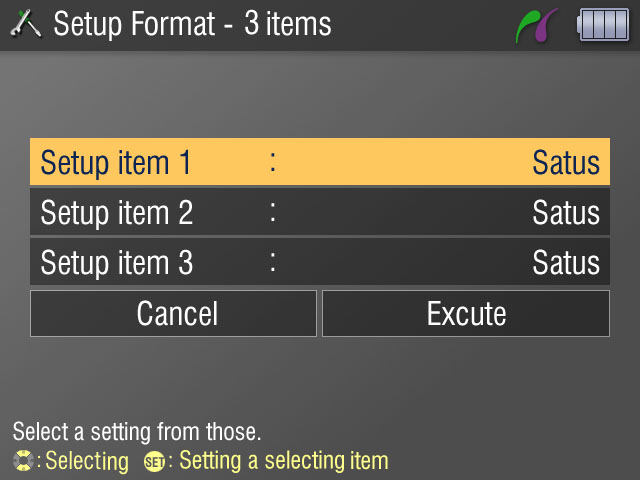 Setup Format - 3 items
Setup item 1 : Satus
Setup item 2 : Satus
Setup item 3 : Satus
Cancel Excute
Select a setting from those.
: Selecting SET : Setting a selecting item